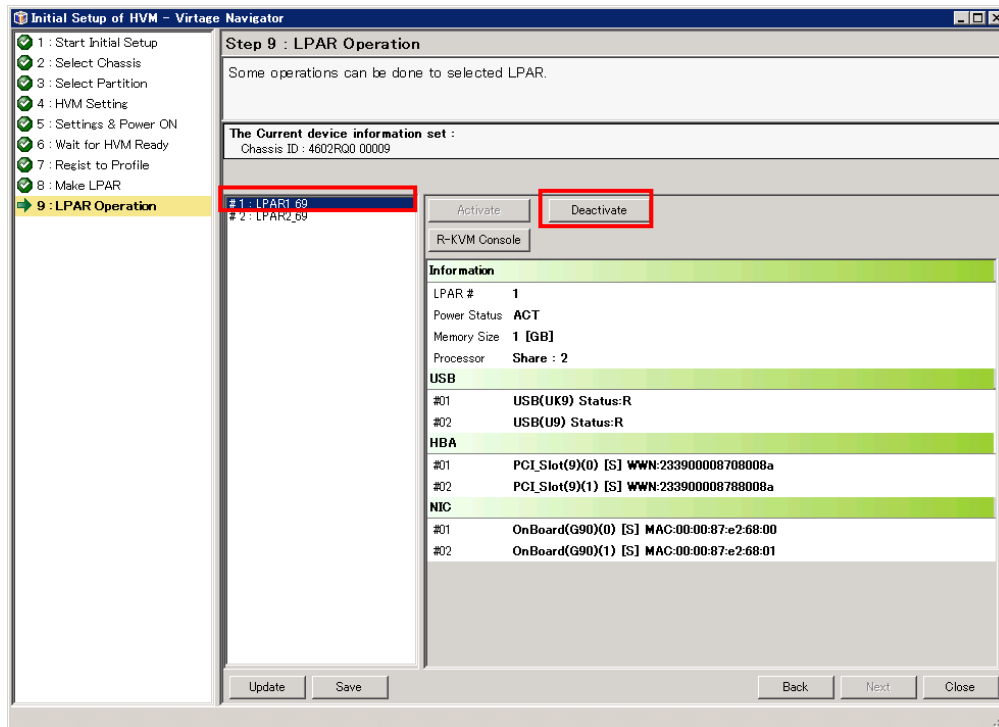 Initial Setup of HVM - Virtage Navigator
1 : Start Initial Setup
2 : Select Chassis
3 : Select Partition
4 : HVM Setting
5 : Settings & Power ON
6 : Wait for HVM Ready
7 : Regist to Profile
8 : Make LPAR
9 : LPAR Operation
Step 9 : LPAR Operation
Some operations can be done to selected LPAR.
The Current device information set :
Chassis ID : 4602RQ0 00009
# 1 : LPAR1_69
# 2 : LPAR2_69
Activate Deactivate
R-KVM Console
Information
LPAR # 1
Power Status ACT
Memory Size 1 [GB]
Processor Share : 2
USB
#01 USB(UK9) Status:R
#02 USB(U9) Status:R
HBA
#01 PCI_Slot(9)(0) [S] WWN:233900008708008a
#02 PCI_Slot(9)(1) [S] WWN:233900008788008a
NIC
#01 OnBoard(G90)(0) [S] MAC:00:00:87:e2:68:00
#02 OnBoard(G90)(1) [S] MAC:00:00:87:e2:68:01
Update Save Back Next Close